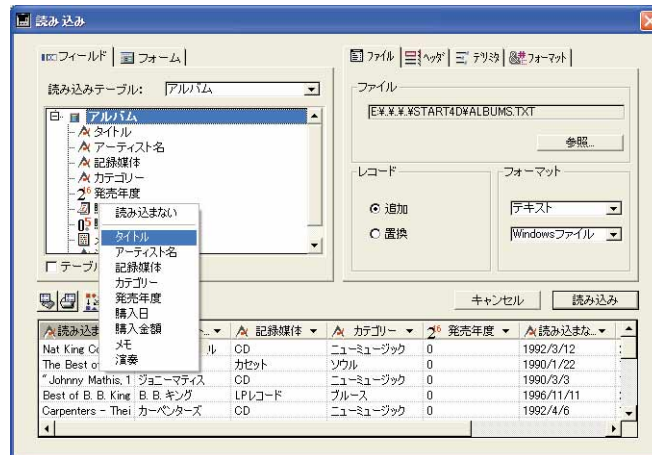 読み込み
フィールド フォーム
読み込みテーブル: アルバム
アルバム
タイトル
アーティスト名
記録媒体
カテゴリー
発売年度
読み込まない
タイトル
アーティスト名
記録媒体
カテゴリー
発売年度
購入日
購入金額
メモ
演奏
ファイル ヘッダ デリミタ フォーマット
ファイル
E¥.¥.¥.¥START4D¥ALBUMS.TXT
参照...
レコード
追加
置換
フォーマット
テキスト
Windowsファイル
キャンセル 読み込み
記録媒体 カテゴリー 発売年度 読み込まな...
Nat King CD ニューミュージック 0 1992/3/12
The Best カセット ソウル 0 1990/1/22
"Johnny Mathis, 1 ジョニーマティス CD ニューミュージック 0 1990/3/3
Best of B. B. King B. B. キング LPレコード ブルース 0 1996/11/11
Carpenters - Thei カーペンターズ CD ニューミュージック 0 1992/4/6